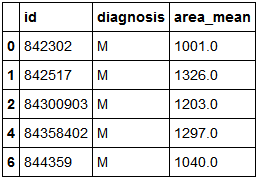 id diagnosis area_mean
0 842302 M 1001.0
1 842517 M 1326.0
2 84300903 M 1203.0
4 84358402 M 1297.0
6 844359 M 1040.0